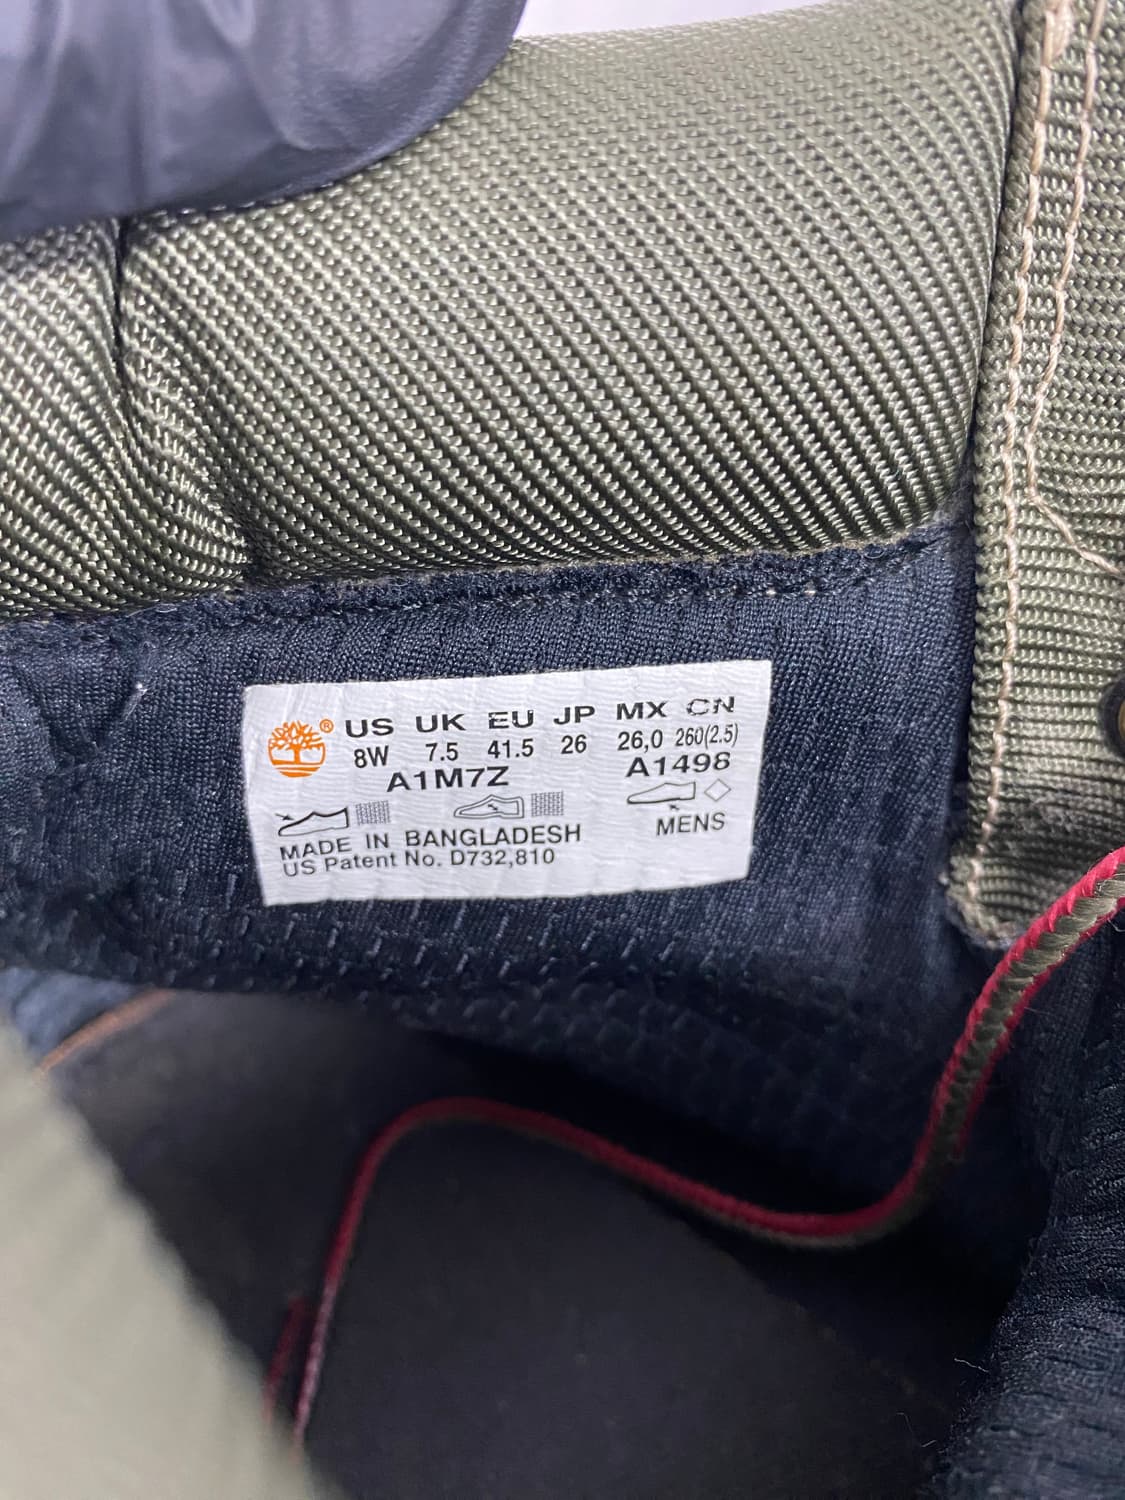 ® US UK EU JP MX CN
8W 7.5 41.5 26 26,0 260(2.5)
A1M7Z A1498
MADE IN BANGLADESH MENS
US Patent No. D732,810